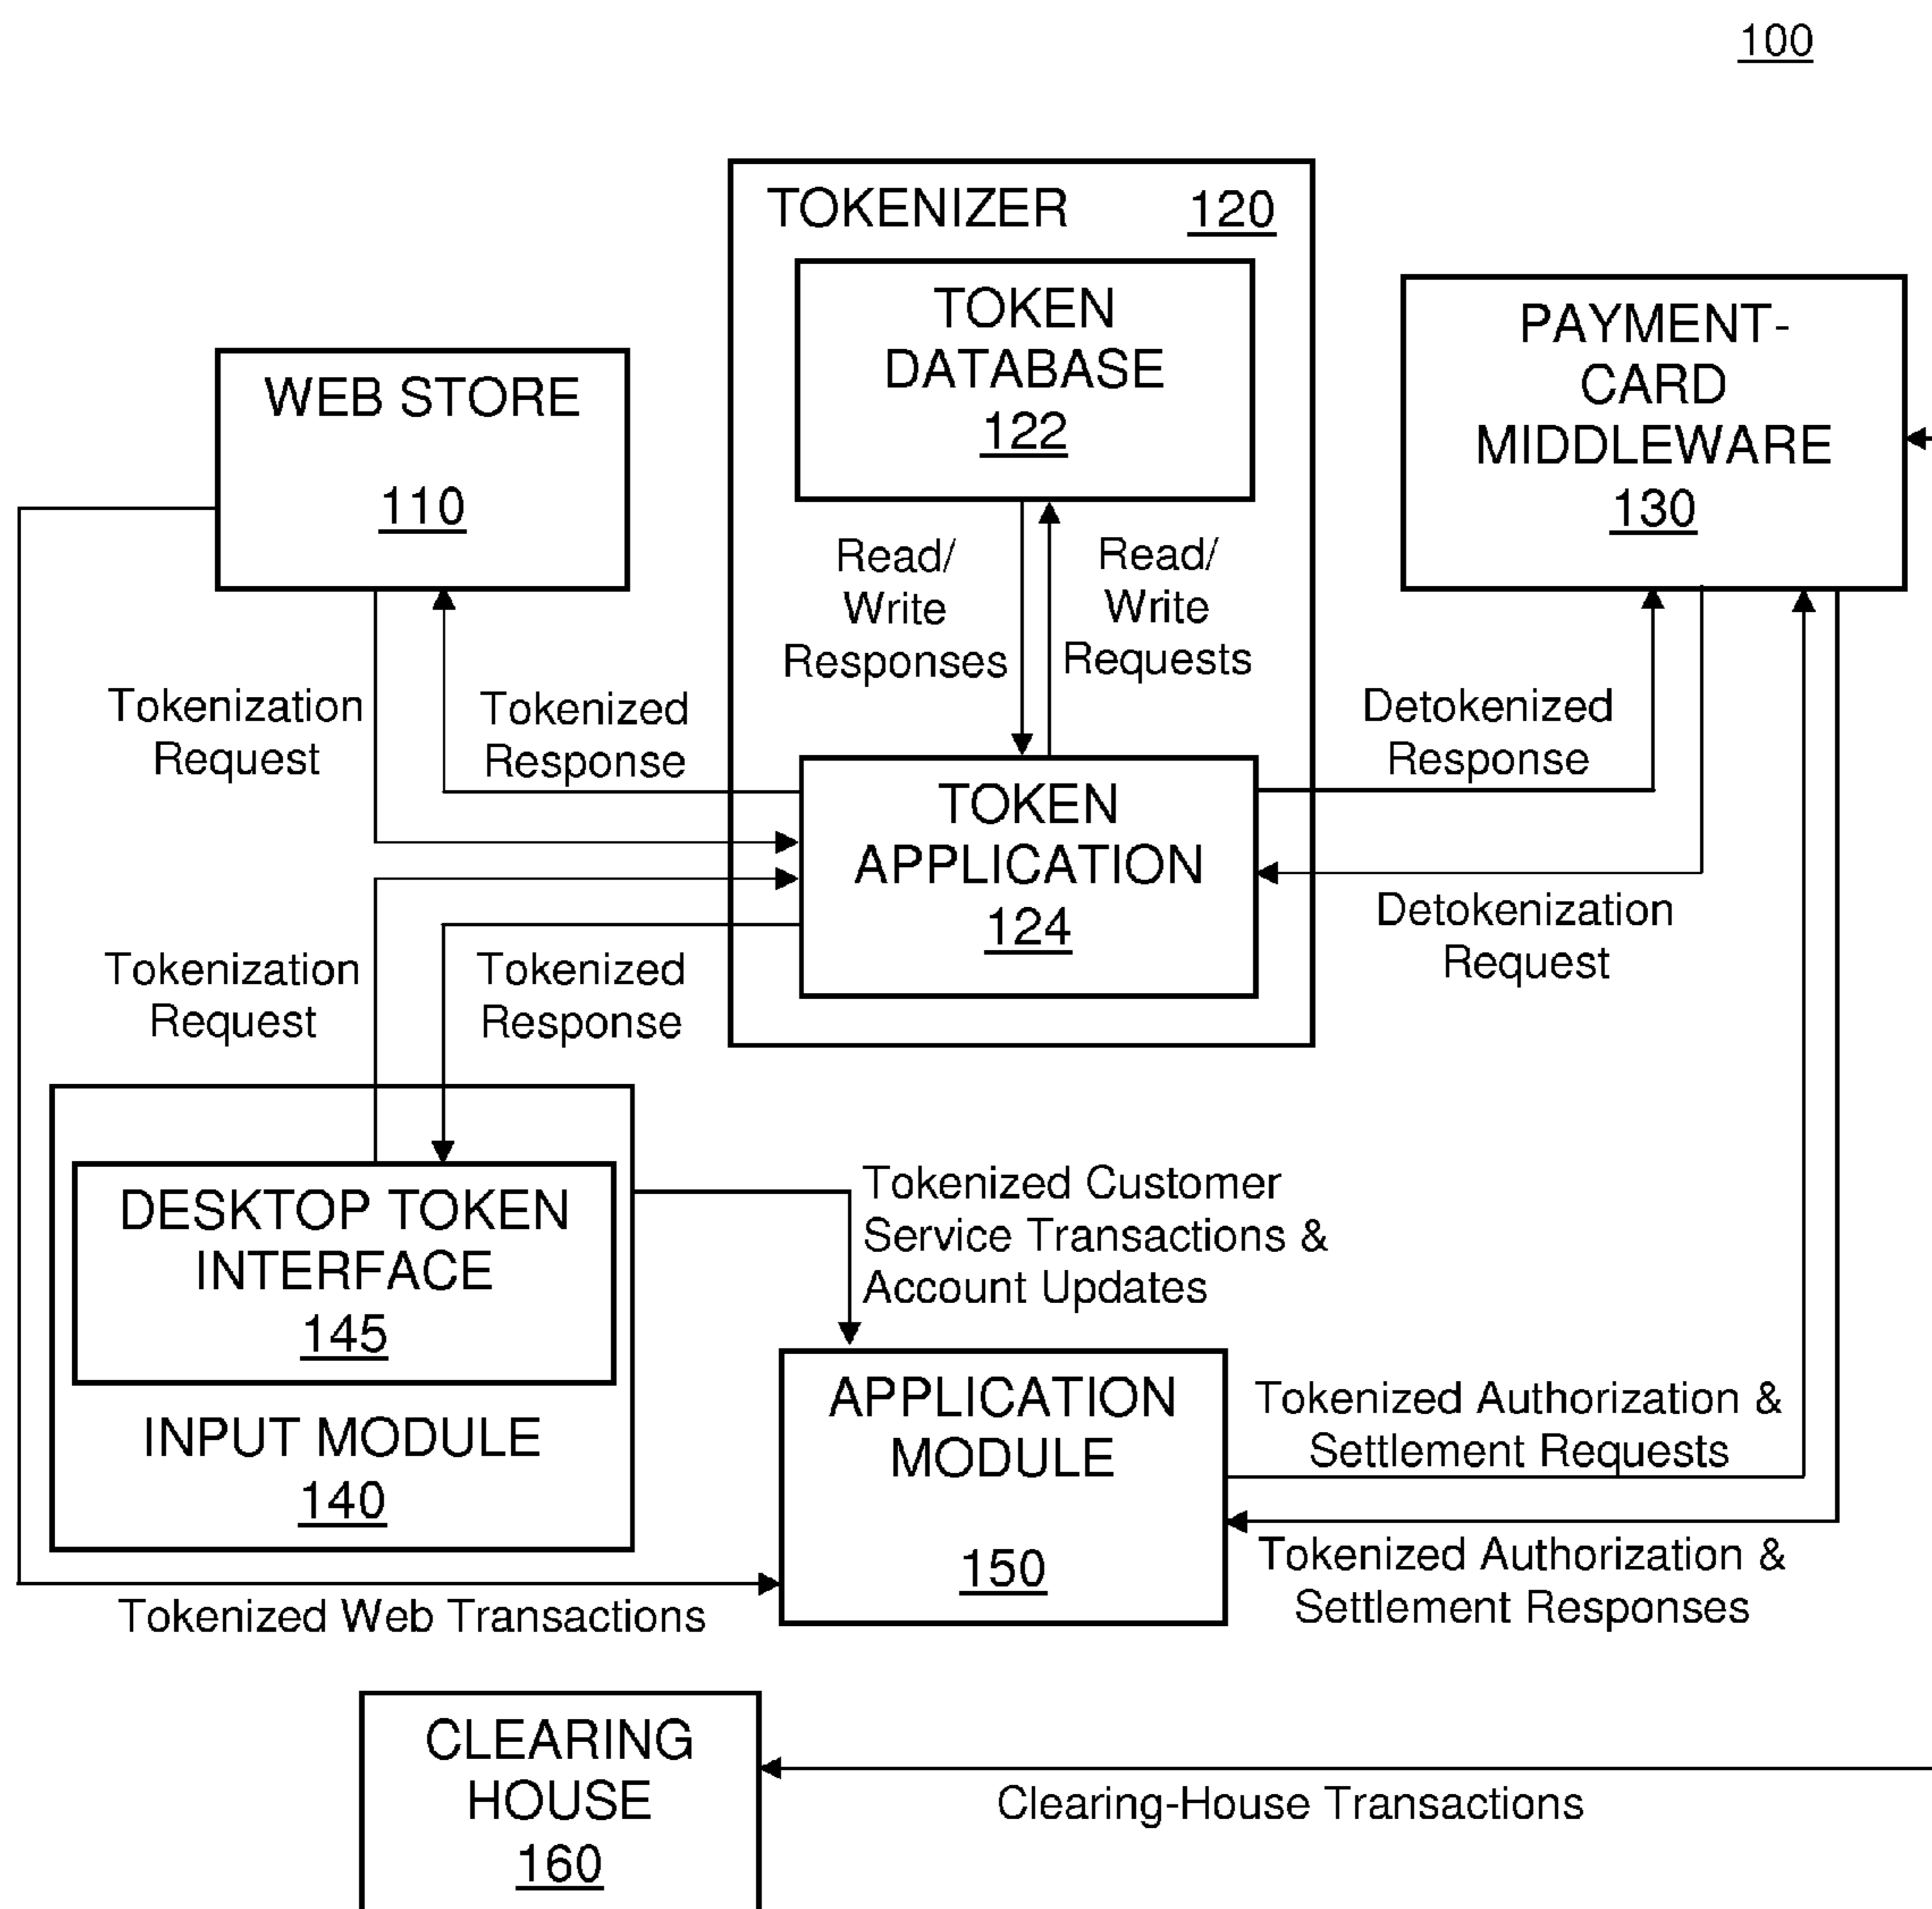 100
TOKENIZER 120
TOKEN
DATABASE
122
PAYMENT-
CARD
MIDDLEWARE
130
WEB STORE
110
Read/
Write
Responses
Read/
Write
Requests
Tokenization
Request
Tokenized
Response
Detokenized
Response
TOKEN
APPLICATION
124
Detokenization
Request
Tokenization
Request
Tokenized
Response
DESKTOP TOKEN
INTERFACE
145
INPUT MODULE
140
Tokenized Customer
Service Transactions &
Account Updates
APPLICATION
MODULE
150
Tokenized Authorization &
Settlement Requests
Tokenized Authorization &
Settlement Responses
Tokenized Web Transactions
CLEARING
HOUSE
160
Clearing-House Transactions